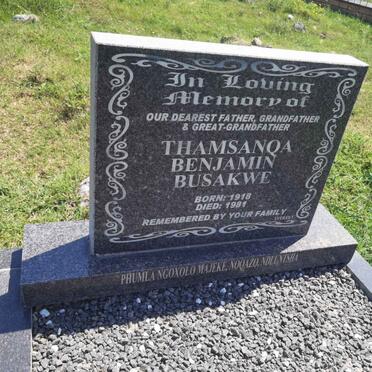 In Loving
Memory of
OUR DEAREST FATHER, GRANDFATHER
& GREAT-GRANDFATHER
THAMSANQA
BENJAMIN
BUSAKWE
BORN: 1918
DIED: 1981
REMEMBERED BY YOUR FAMILY
PHUMLA NGOXOLO MAJEKE, NOQAZO, NDLUNTSHA